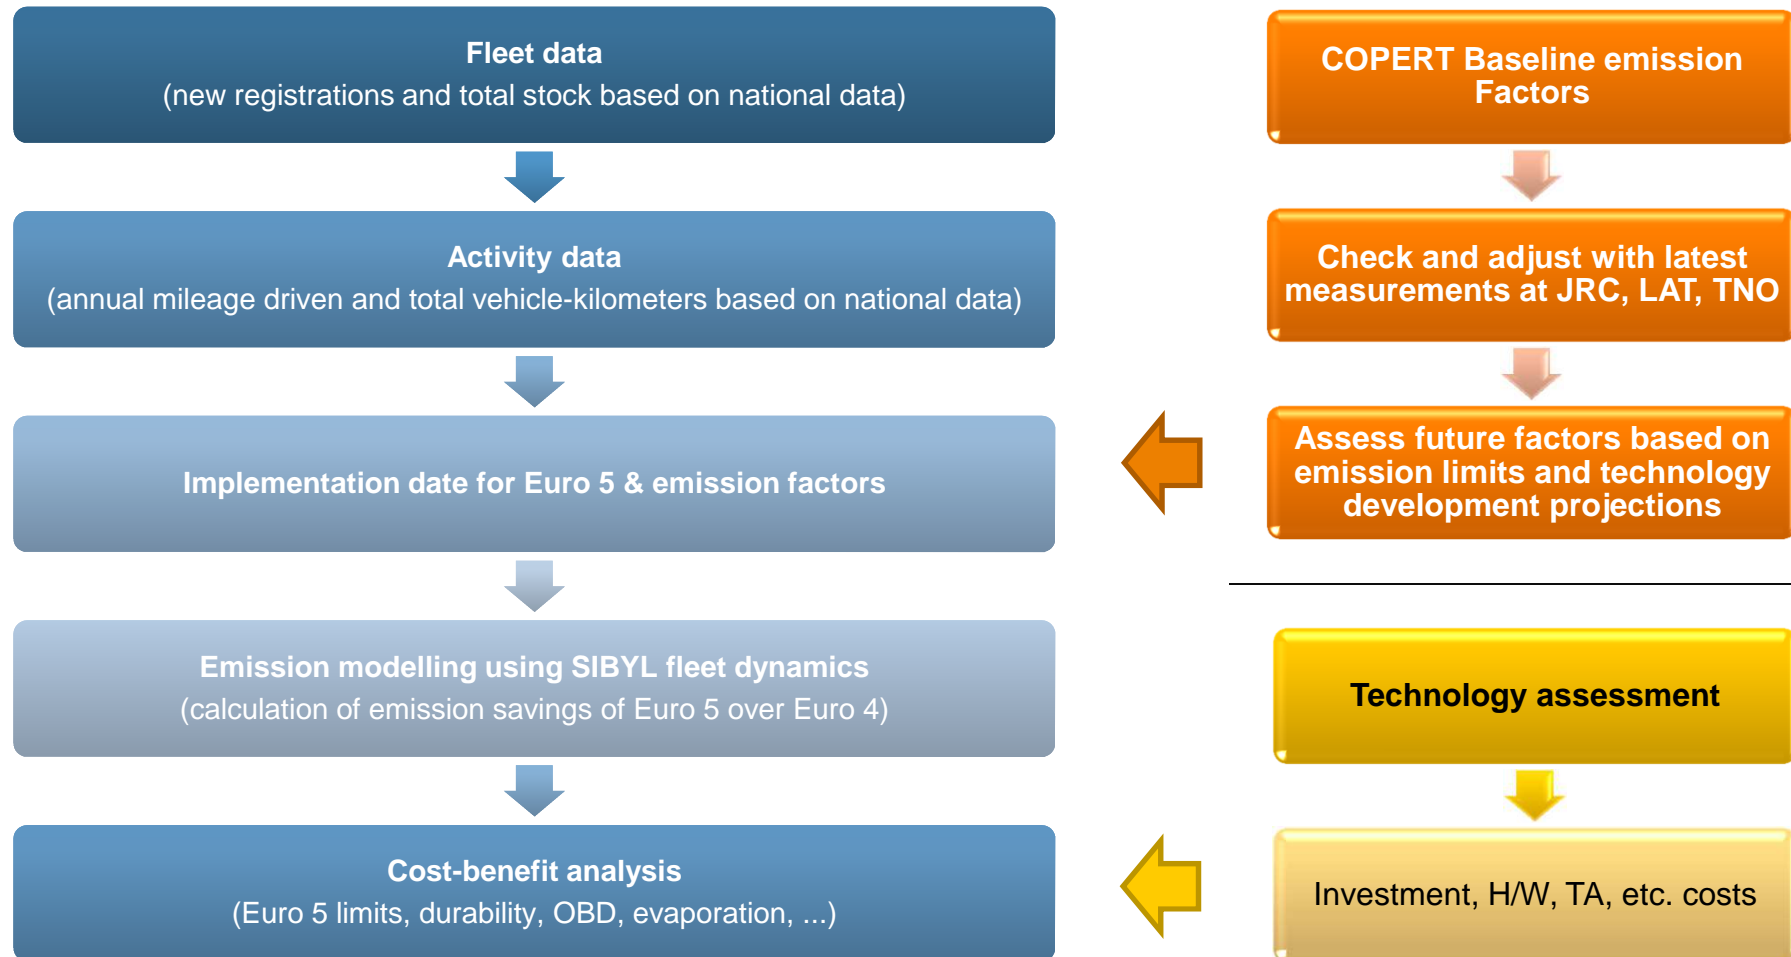 Fleet data
(new registrations and total stock based on national data)
Activity data
(annual mileage driven and total vehicle-kilometers based on national data)
Implementation date for Euro 5 & emission factors
Emission modelling using SIBYL fleet dynamics
(calculation of emission savings of Euro 5 over Euro 4)
Cost-benefit analysis
(Euro 5 limits, durability, OBD, evaporation, ...)
COPERT Baseline emission
Factors
Check and adjust with latest
measurements at JRC, LAT, TNO
Assess future factors based on
emission limits and technology
development projections
Technology assessment
Investment, H/W, TA, etc. costs